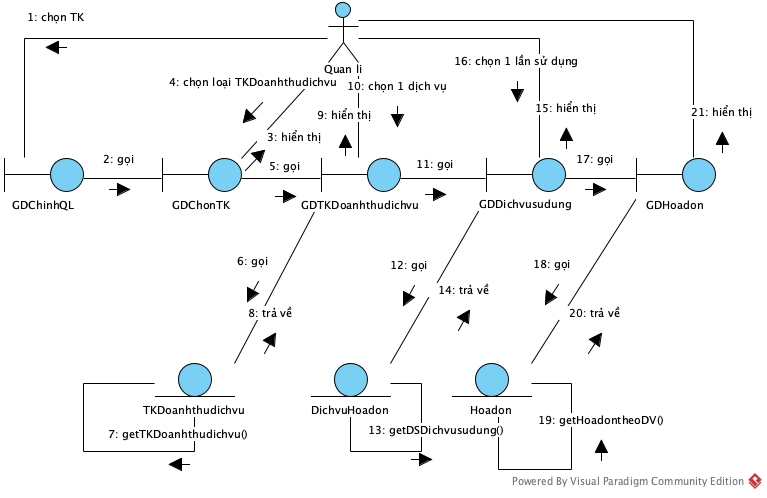 1: chọn TK
Quan li
16: chọn 1 lần sử dụng
4: chọn loại TKDoanhthudichvu
10: chọn 1 dịch vụ
9: hiển thị
15: hiển thị
21: hiển thị
3: hiển thị
2: gọi
5: gọi
11: gọi
17: gọi
GDChinhQL
GDChonTK
GDTKDoanhthudichvu
GDDichvusudung
GDHoadon
6: gọi
12: gọi
18: gọi
14: trả về
8: trả về
20: trả về
TKDoanhthudichvu
DichvuHoadon
Hoadon
7: getTKDoanhthudichvu()
13: getDSDichvusudung()
19: getHoadontheoDV()
Powered By Visual Paradigm Community Edition